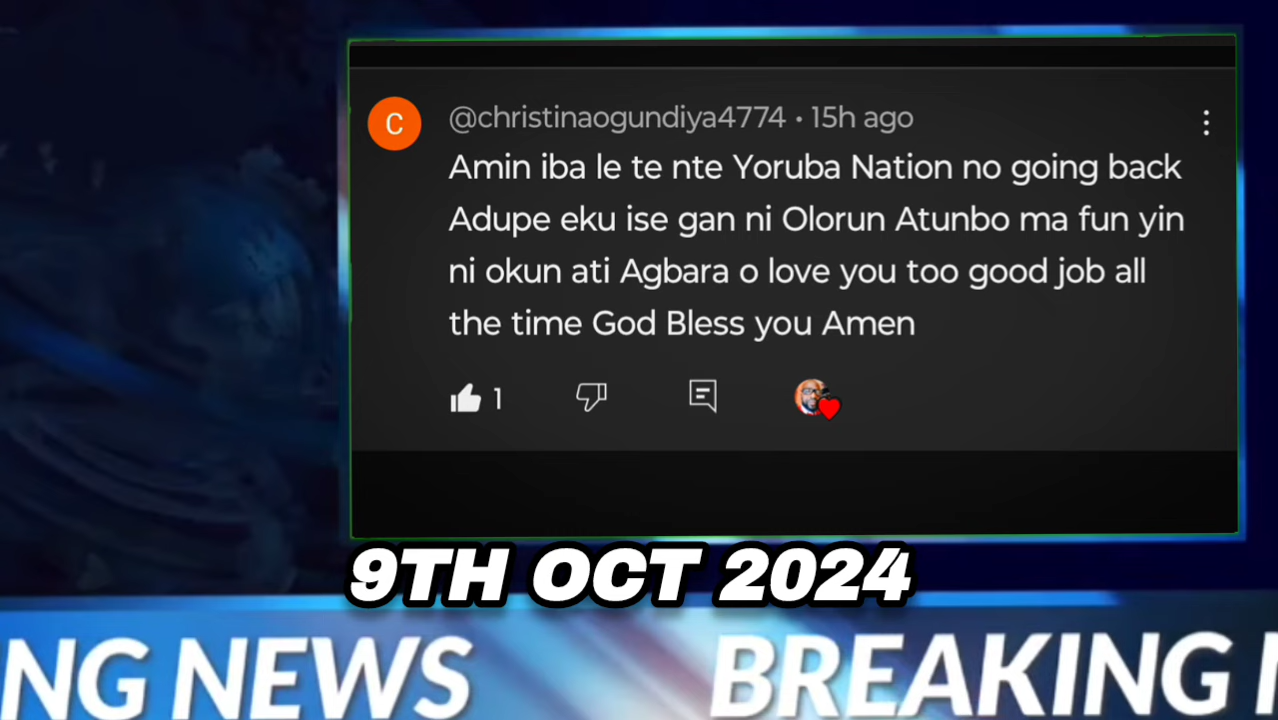 @christinaogundiya4774 • 15h ago
Amin iba le te nte Yoruba Nation no going back
Adupe eku ise gan ni Olorun Atunbo ma fun yin
ni okun ati Agbara o love you too good job all
the time God Bless you Amen
1
9TH OCT 2024
NG NEWS BREAKING